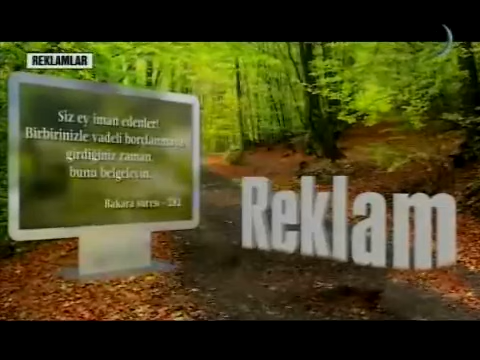 REKLAMLAR
Siz ey iman edenler!
Birbirinizle vadeli borçlanmaya
girdiğiniz zaman
bunu belgeleyin.
Bakara suresi - 282
Reklam